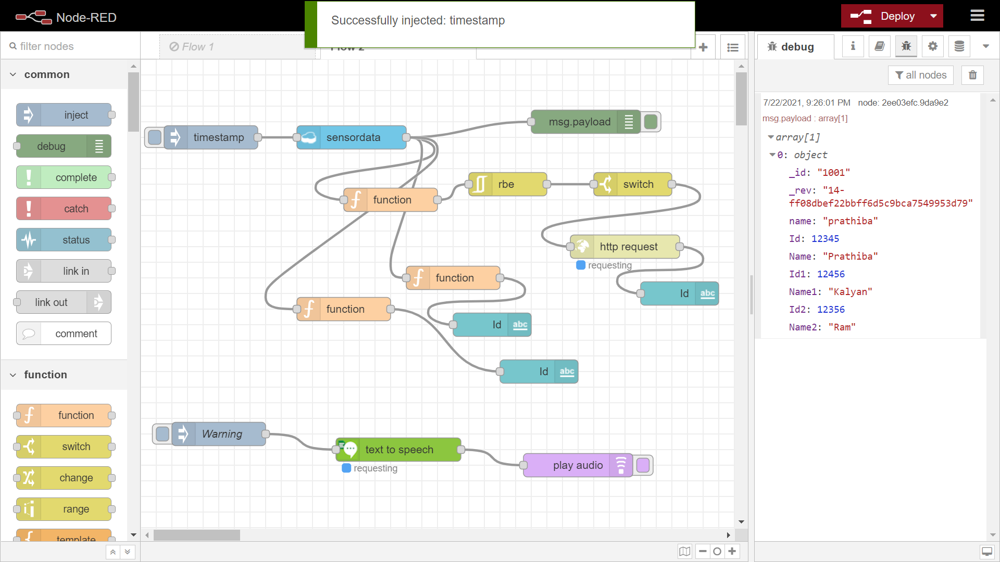 Node-RED
Successfully injected: timestamp
Deploy
filter nodes
Flow 1
Flow 2
debug
i
common
all nodes
inject
debug
complete
catch
status
link in
link out
comment
function
function
switch
change
range
template
timestamp
sensordata
msg.payload
function
rbe
switch
http request
requesting
function
Id
abc
function
Id
abc
Id
abc
Warning
text to speech
requesting
play audio
7/22/2021, 9:26:01 PM node: 2ee03efc.9da9e2
msg.payload : array[1]
array[1]
0: object
_id: "1001"
_rev: "14-
ff08dbef22bbff6d5c9bca7549953d79"
name: "prathiba"
Id: 12345
Name: "Prathiba"
Id1: 12456
Name1: "Kalyan"
Id2: 12356
Name2: "Ram"